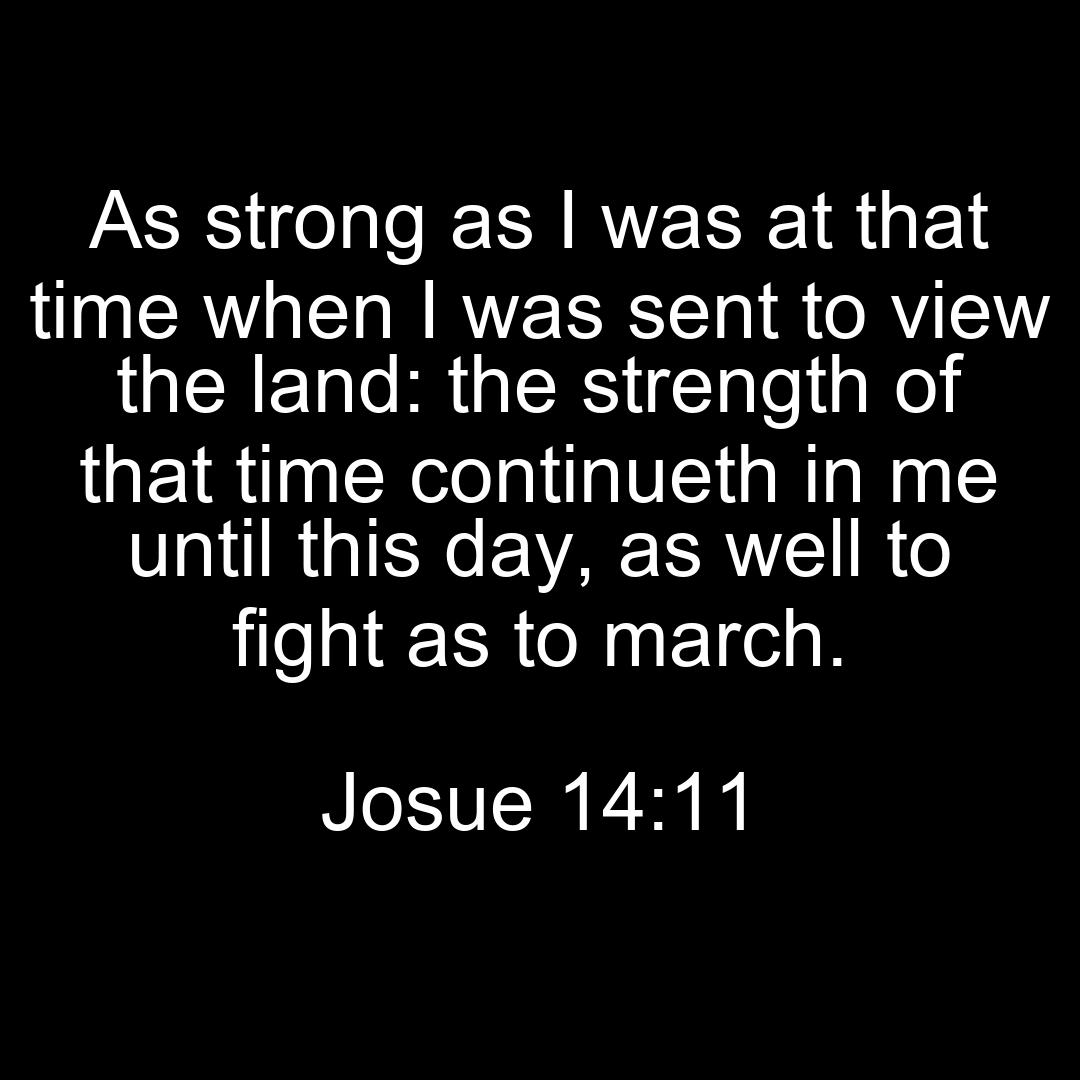 As strong as I was at that
time when I was sent to view
the land: the strength of
that time continueth in me
until this day, as well to
fight as to march.
Josue 14:11